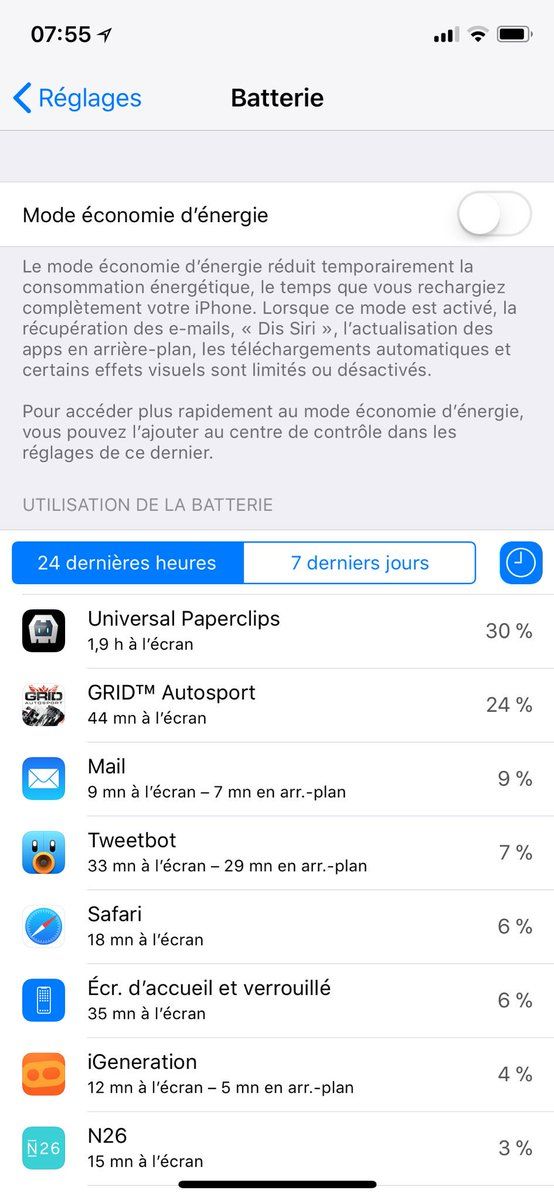 07:55
Réglages
Batterie
Mode économie d’énergie
Le mode économie d’énergie réduit temporairement la
consommation énergétique, le temps que vous rechargiez
complètement votre iPhone. Lorsque ce mode est activé, la
récupération des e-mails, « Dis Siri », l’actualisation des
apps en arrière-plan, les téléchargements automatiques et
certains effets visuels sont limités ou désactivés.
Pour accéder plus rapidement au mode économie d’énergie,
vous pouvez l’ajouter au centre de contrôle dans les
réglages de ce dernier.
UTILISATION DE LA BATTERIE
24 dernières heures 7 derniers jours
Universal Paperclips
1,9 h à l’écran
30 %
GRID AUTOSPORT
GRID™ Autosport
44 mn à l’écran
24 %
Mail
9 mn à l’écran – 7 mn en arr.-plan
9 %
Tweetbot
33 mn à l’écran – 29 mn en arr.-plan
7 %
Safari
18 mn à l’écran
6 %
Écr. d’accueil et verrouillé
35 mn à l’écran
6 %
iGeneration
12 mn à l’écran – 5 mn en arr.-plan
4 %
N26
N26
15 mn à l’écran
3 %